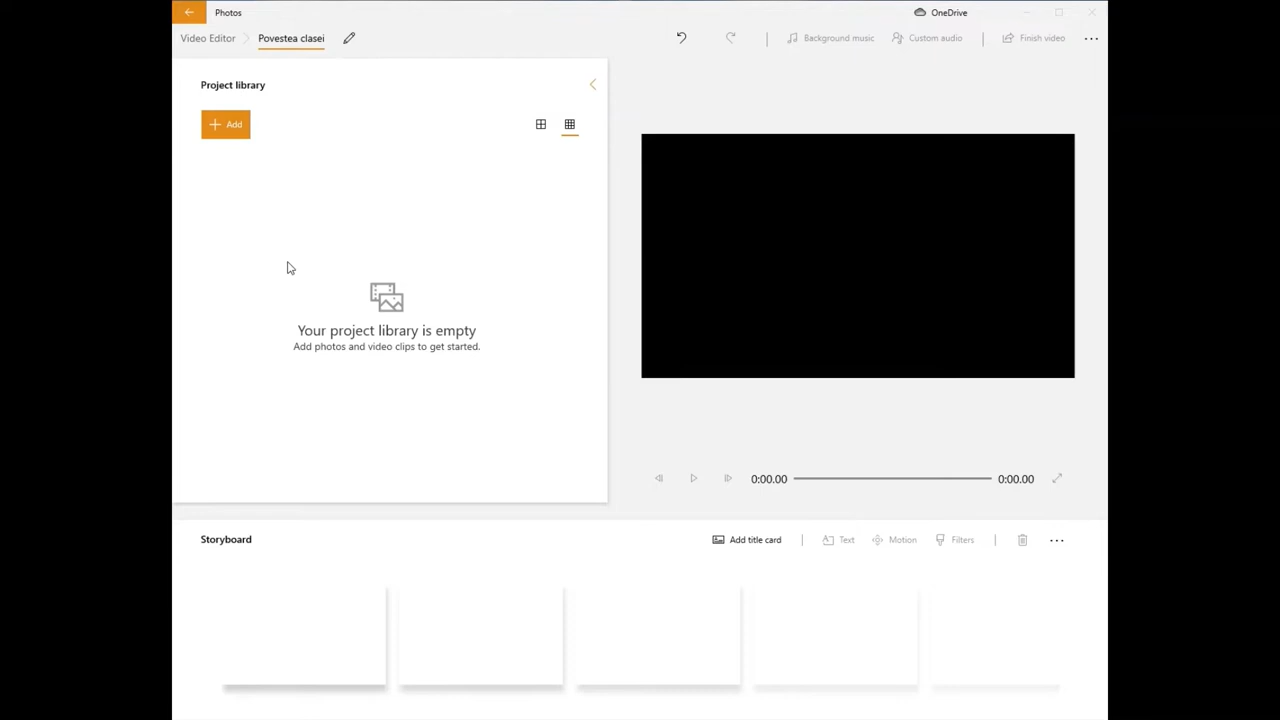 Photos
OneDrive
Video Editor
Povestea clasei
Background music
Custom audio
Finish video
Project library
Add
Your project library is empty
Add photos and video clips to get started.
0:00.00
0:00.00
Storyboard
Add title card
Text
Motion
Filters